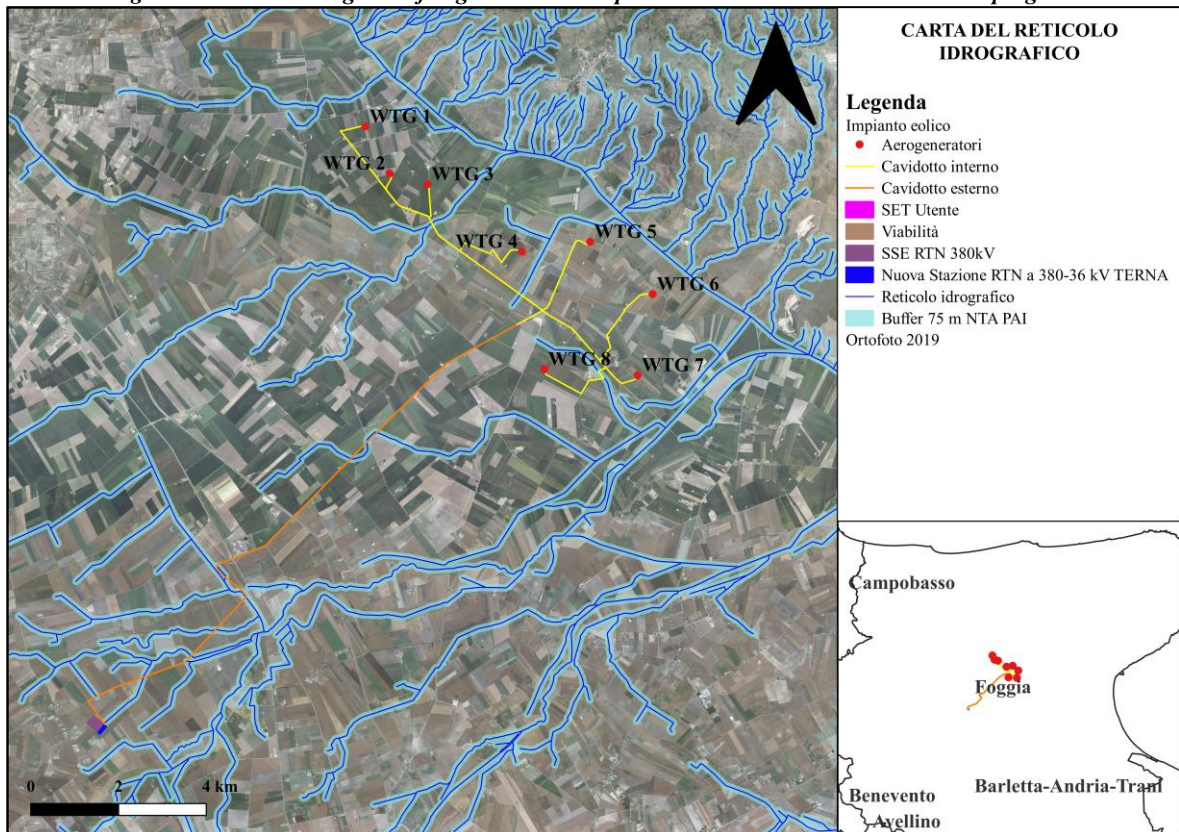 CARTA DEL RETICOLO
IDROGRAFICO
Legenda
Impianto eolico
Aerogeneratori
Cavidotto interno
Cavidotto esterno
SET Utente
Viabilità
SSE RTN 380kV
Nuova Stazione RTN a 380-36 kV TERNA
Reticolo idrografico
Buffer 75 m NTA PAI
Ortofoto 2019
WTG 1
WTG 2
WTG 3
WTG 4
WTG 5
WTG 6
WTG 8
WTG 7
0 2 4 km
Campobasso
Foggia
Barletta-Andria-Trani
Benevento
Avellino